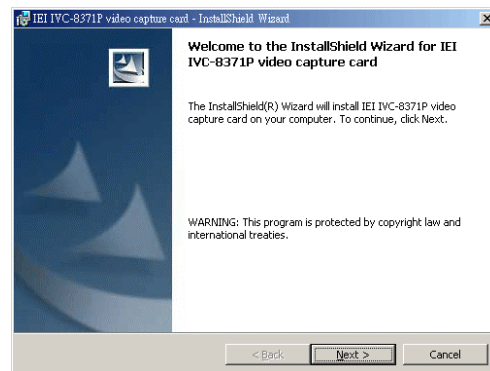 IEI IVC-8371P video capture card - InstallShield Wizard
Welcome to the InstallShield Wizard for IEI
IVC-8371P video capture card
The InstallShield(R) Wizard will install IEI IVC-8371P video
capture card on your computer. To continue, click Next.
WARNING: This program is protected by copyright law and
international treaties.
< Back Next > Cancel